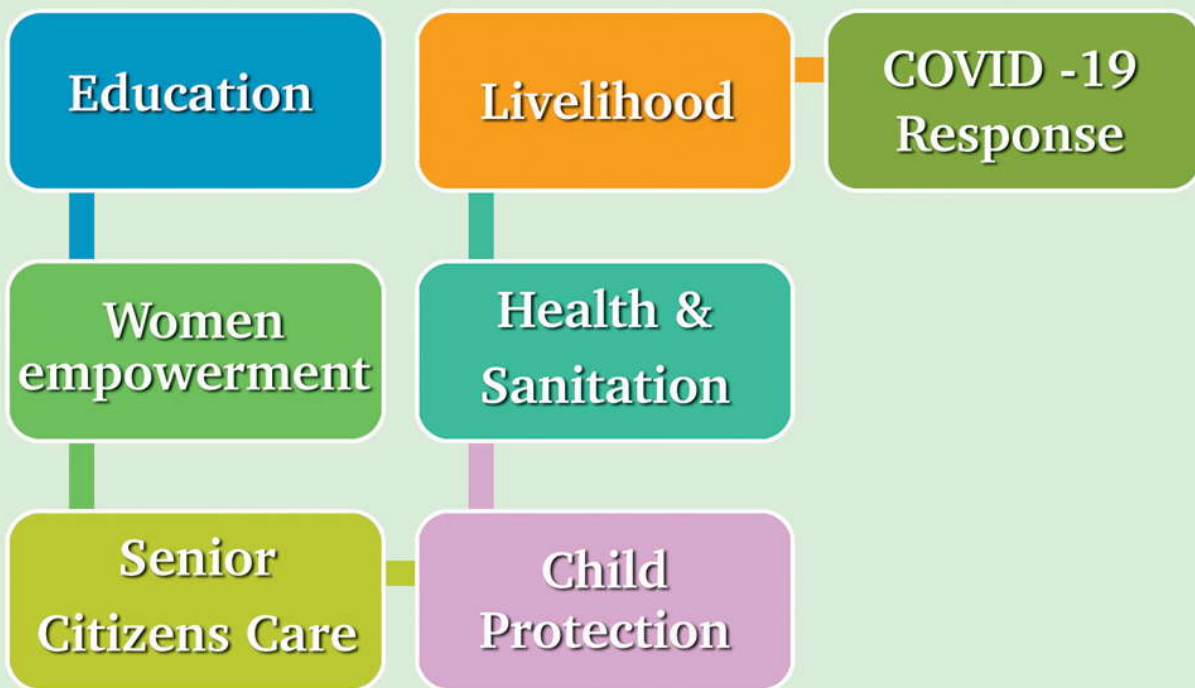 Education
Women
empowerment
Senior
Citizens Care
Child
Protection
Health &
Sanitation
Livelihood
COVID -19
Response